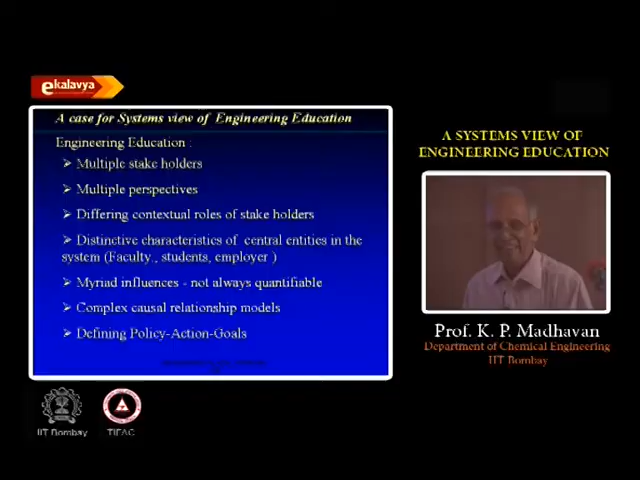 ekalavya
A case for Systems view of Engineering Education
Engineering Education :
➢ Multiple stake holders
➢ Multiple perspectives
➢ Differing contextual roles of stake holders
➢ Distinctive characteristics of central entities in the
system (Faculty., students, employer )
➢ Myriad influences - not always quantifiable
➢ Complex causal relationship models
➢ Defining Policy-Action-Goals
A SYSTEMS VIEW OF
ENGINEERING EDUCATION
Prof. K. P. Madhavan
Department of Chemical Engineering
IIT Bombay
IIT Bombay
TIFAC